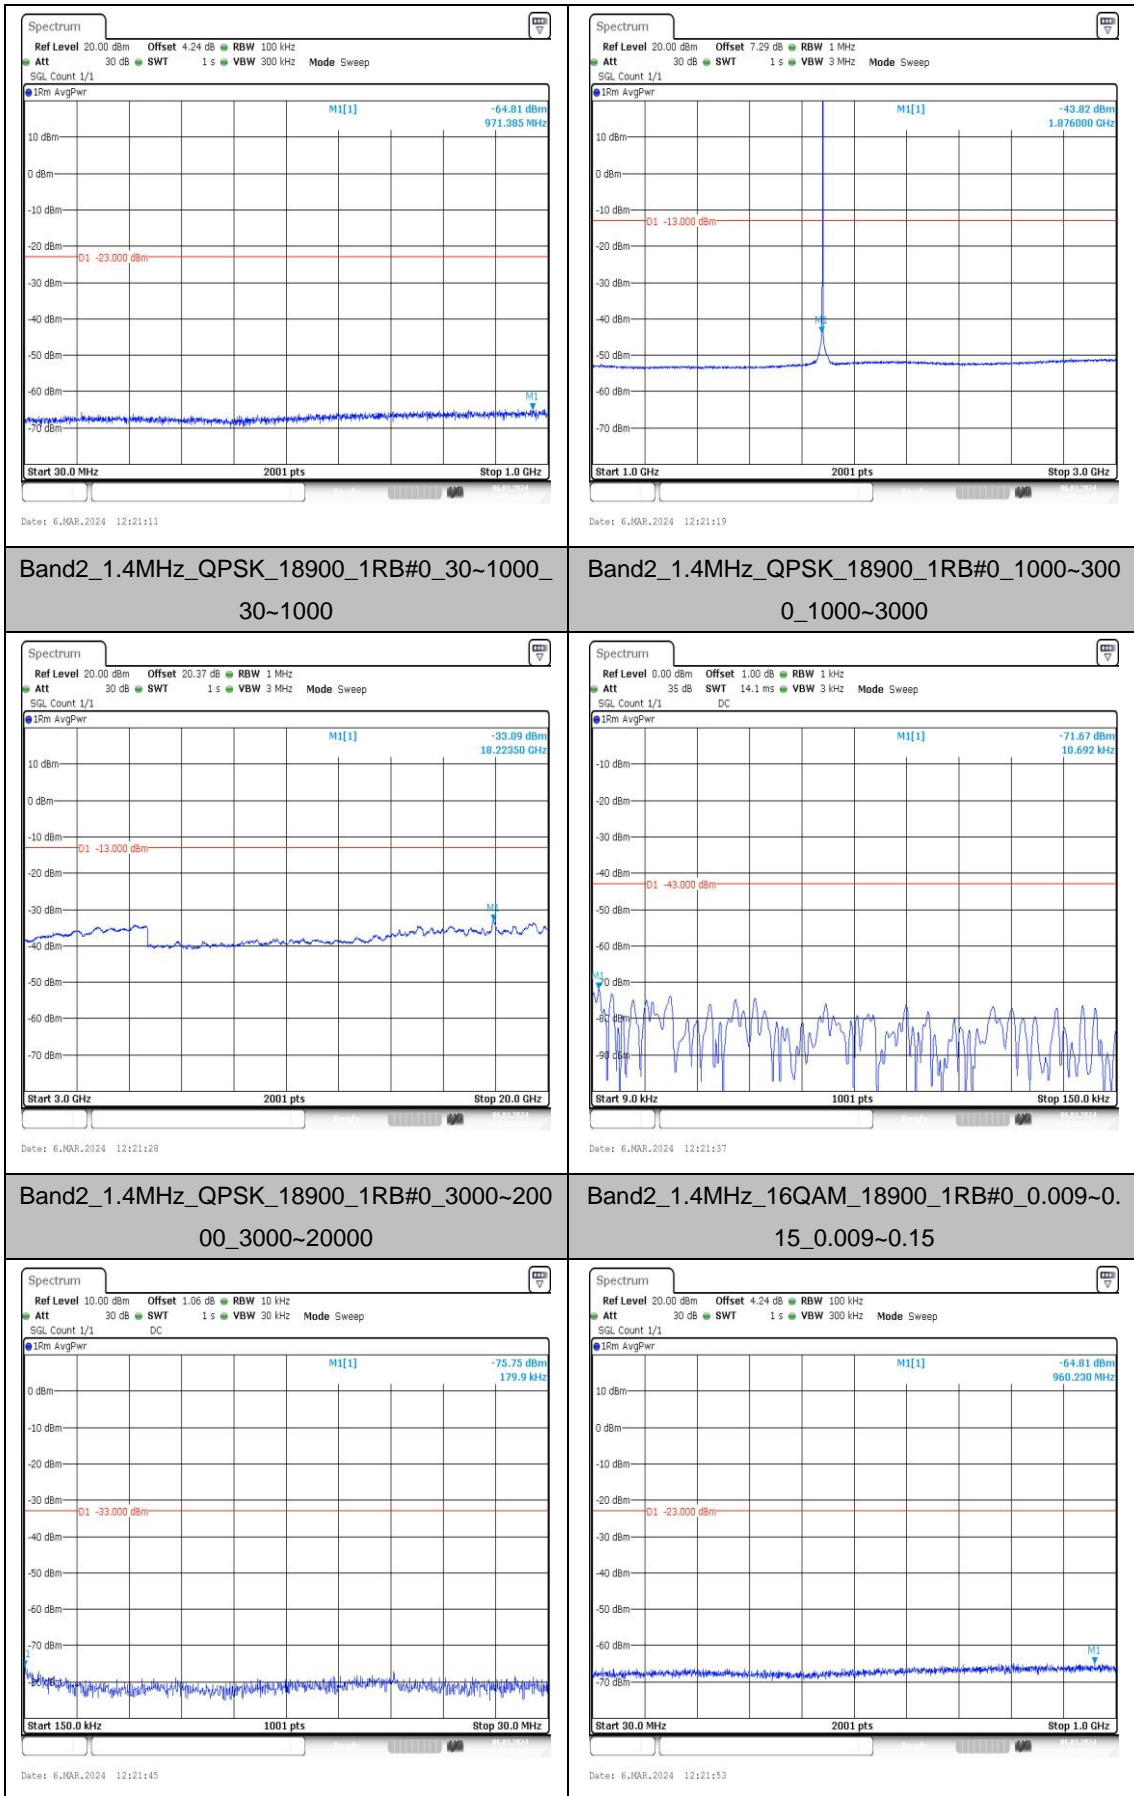 Spectrum
Ref Level 20.00 dBm Offset 4.24 dB RBW 100 kHz
Att 30 dB SWT 1 s VBW 300 kHz Mode Sweep
SGL Count 1/1
1Rm AvgPwr
M1[1] -64.81 dBm
971.385 MHz
10 dBm
0 dBm
-10 dBm
-20 dBm
D1 -23.000 dBm
-30 dBm
-40 dBm
-50 dBm
-60 dBm
M1
-70 dBm
Start 30.0 MHz 2001 pts Stop 1.0 GHz
Date: 6.MAR.2024 12:21:11
Spectrum
Ref Level 20.00 dBm Offset 7.29 dB RBW 1 MHz
Att 30 dB SWT 1 s VBW 3 MHz Mode Sweep
SGL Count 1/1
1Rm AvgPwr
M1[1] -43.82 dBm
1.876000 GHz
10 dBm
0 dBm
-10 dBm
D1 -13.000 dBm
-20 dBm
-30 dBm
-40 dBm
M1
-50 dBm
-60 dBm
-70 dBm
Start 1.0 GHz 2001 pts Stop 3.0 GHz
Date: 6.MAR.2024 12:21:19
Band2_1.4MHz_QPSK_18900_1RB#0_30~1000_
30~1000
Band2_1.4MHz_QPSK_18900_1RB#0_1000~300
0_1000~3000
Spectrum
Ref Level 20.00 dBm Offset 20.37 dB RBW 1 MHz
Att 30 dB SWT 1 s VBW 3 MHz Mode Sweep
SGL Count 1/1
1Rm AvgPwr
M1[1] -33.09 dBm
18.22350 GHz
10 dBm
0 dBm
-10 dBm
D1 -13.000 dBm
-20 dBm
-30 dBm
M1
-40 dBm
-50 dBm
-60 dBm
-70 dBm
Start 3.0 GHz 2001 pts Stop 20.0 GHz
Date: 6.MAR.2024 12:21:28
Spectrum
Ref Level 0.00 dBm Offset 1.00 dB RBW 1 kHz
Att 35 dB SWT 14.1 ms VBW 3 kHz Mode Sweep
SGL Count 1/1 DC
1Rm AvgPwr
M1[1] -71.67 dBm
10.692 kHz
-10 dBm
-20 dBm
-30 dBm
-40 dBm
D1 -43.000 dBm
-50 dBm
-60 dBm
M1
-70 dBm
-80 dBm
-90 dBm
Start 9.0 kHz 1001 pts Stop 150.0 kHz
Date: 6.MAR.2024 12:21:37
Band2_1.4MHz_QPSK_18900_1RB#0_3000~200
00_3000~20000
Band2_1.4MHz_16QAM_18900_1RB#0_0.009~0.
15_0.009~0.15
Spectrum
Ref Level 10.00 dBm Offset 1.06 dB RBW 10 kHz
Att 30 dB SWT 1 s VBW 30 kHz Mode Sweep
SGL Count 1/1 DC
1Rm AvgPwr
M1[1] -75.75 dBm
179.9 kHz
0 dBm
-10 dBm
-20 dBm
-30 dBm
D1 -33.000 dBm
-40 dBm
-50 dBm
-60 dBm
-70 dBm
-80 dBm
Start 150.0 kHz 1001 pts Stop 30.0 MHz
Date: 6.MAR.2024 12:21:45
Spectrum
Ref Level 20.00 dBm Offset 4.24 dB RBW 100 kHz
Att 30 dB SWT 1 s VBW 300 kHz Mode Sweep
SGL Count 1/1
1Rm AvgPwr
M1[1] -64.81 dBm
960.230 MHz
10 dBm
0 dBm
-10 dBm
-20 dBm
D1 -23.000 dBm
-30 dBm
-40 dBm
-50 dBm
-60 dBm
M1
-70 dBm
Start 30.0 MHz 2001 pts Stop 1.0 GHz
Date: 6.MAR.2024 12:21:53